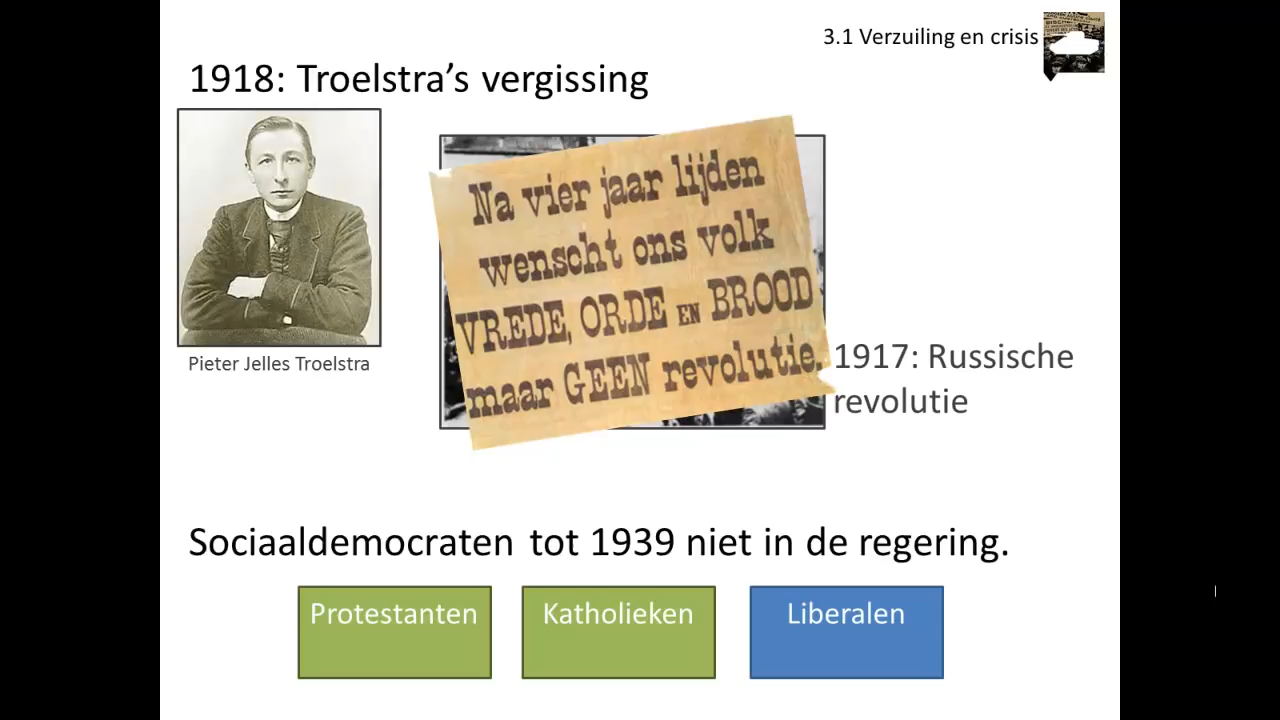 3.1 Verzuiling en crisis
1918: Troelstra's vergissing
Pieter Jelles Troelstra
Na vier jaar lijden
wenscht ons volk
VREDE, ORDE EN BROOD
maar GEEN revolutie.
1917: Russische
revolutie
Sociaaldemocraten tot 1939 niet in de regering.
Protestanten
Katholieken
Liberalen